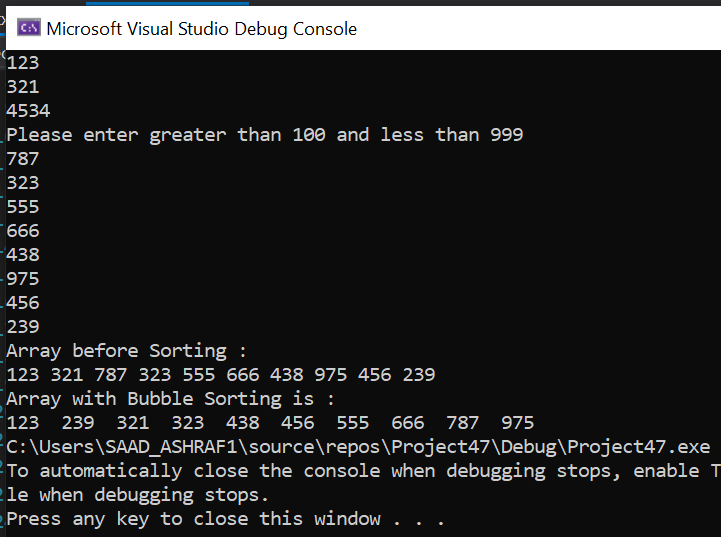 Microsoft Visual Studio Debug Console
123
321
4534
Please enter greater than 100 and less than 999
787
323
555
666
438
975
456
239
Array before Sorting :
123 321 787 323 555 666 438 975 456 239
Array with Bubble Sorting is :
123  239  321  323  438  456  555  666  787  975
C:\Users\SAAD_ASHRAF1\source\repos\Project47\Debug\Project47.exe
To automatically close the console when debugging stops, enable T
le when debugging stops.
Press any key to close this window . . .